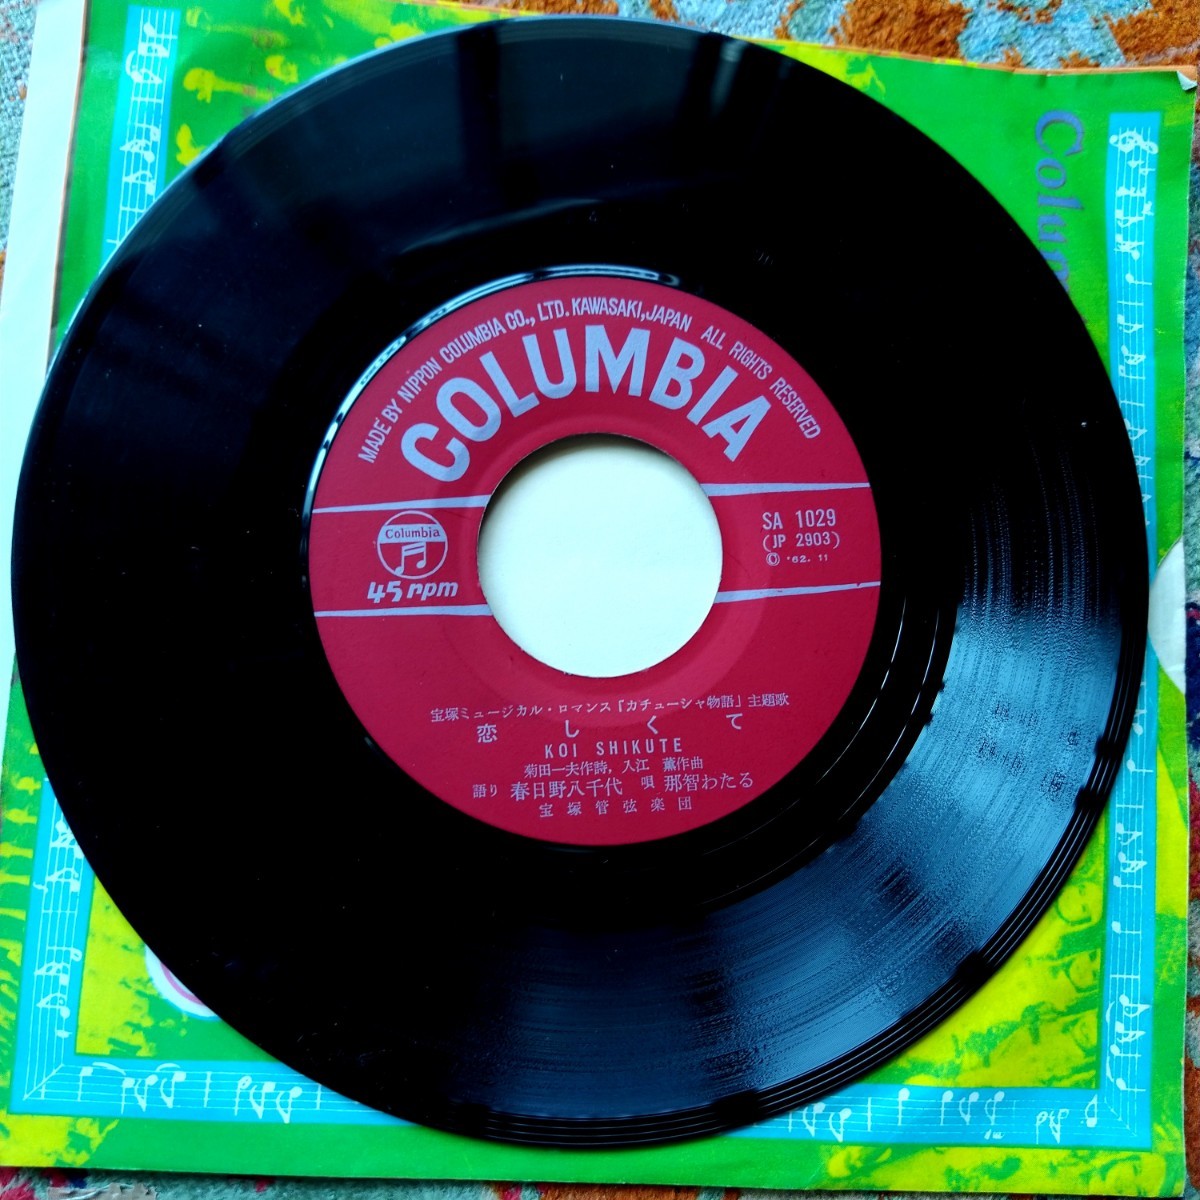 MADE BY NIPPON COLUMBIA CO., LTD. KAWASAKI, JAPAN ALL RIGHTS RESERVED
COLUMBIA
Columbia
45 rpm
SA 1029
(JP 2903)
© '62. 11
宝塚ミュージカル・ロマンス「カチューシャ物語」主題歌
恋しくて
KOI SHIKUTE
菊田一夫作詩, 入江 薫作曲
語り 春日野八千代 唄 那智わたる
宝塚管弦楽団
Colum